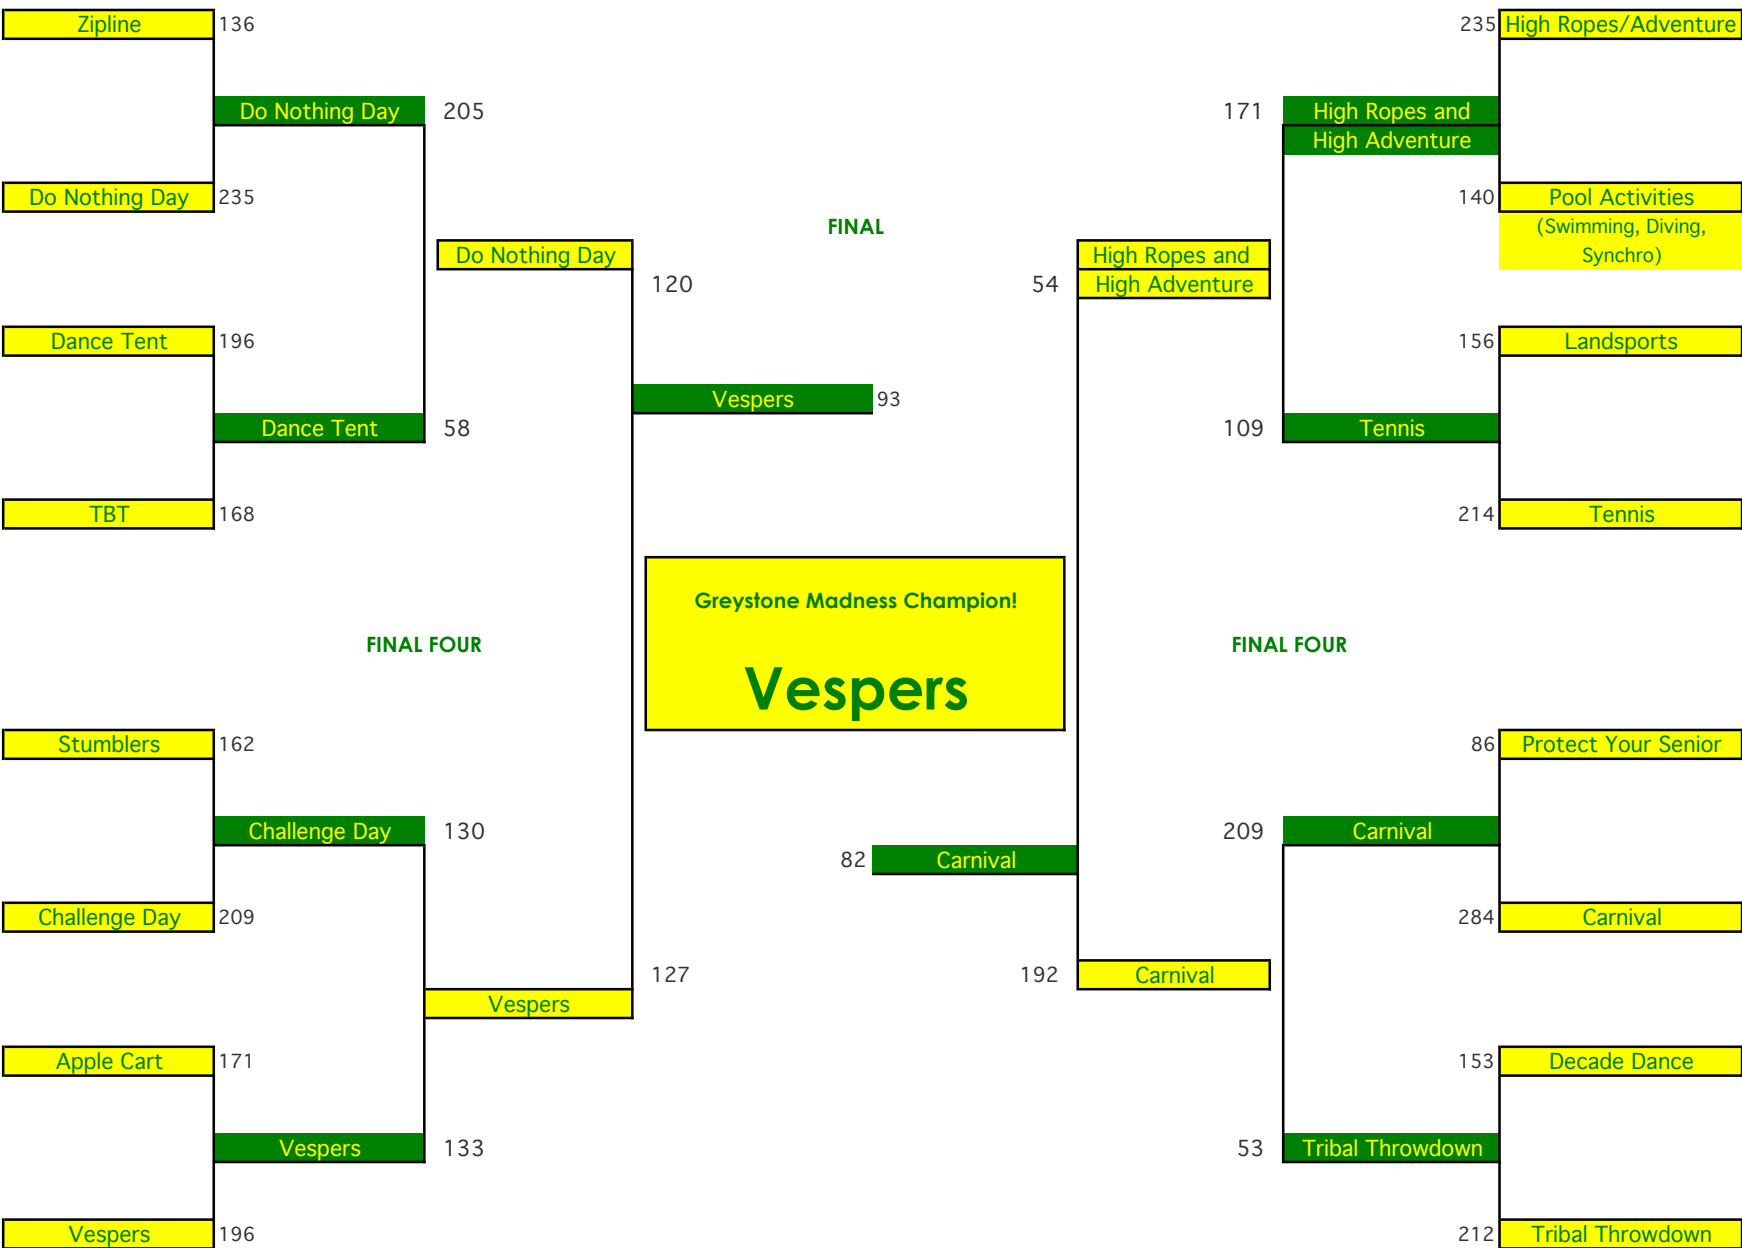 Zipline 136 235 High Ropes/Adventure
Do Nothing Day 205 171 High Ropes and
High Adventure
Do Nothing Day 235 140 Pool Activities
FINAL (Swimming, Diving,
Do Nothing Day High Ropes and Synchro)
120 54 High Adventure
Dance Tent 196 156 Landsports
Vespers 93
Dance Tent 58 109 Tennis
TBT 168 214 Tennis
Greystone Madness Champion!
FINAL FOUR FINAL FOUR
Vespers
Stumblers 162 86 Protect Your Senior
Challenge Day 130 209 Carnival
82 Carnival
Challenge Day 209 284 Carnival
127 192 Carnival
Vespers
Apple Cart 171 153 Decade Dance
Vespers 133 53 Tribal Throwdown
Vespers 196 212 Tribal Throwdown